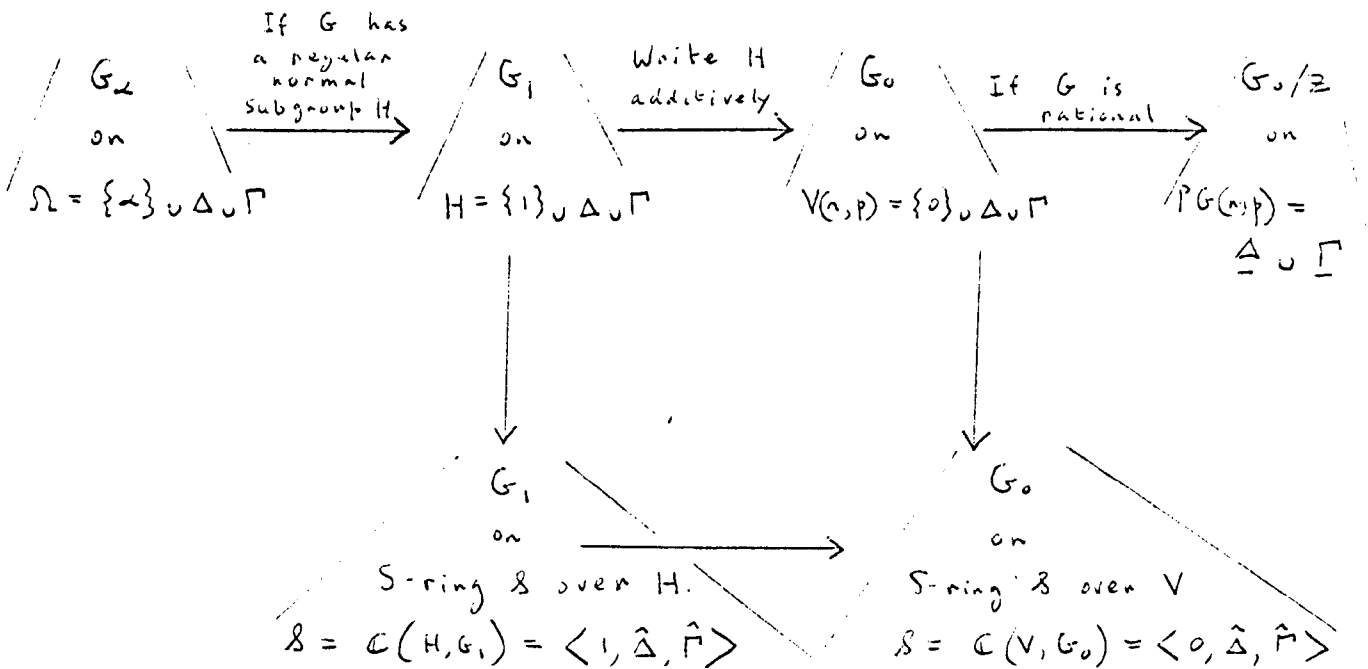 If G has
a regular
normal
subgroup H
Write H
additively.
If G is
rational
G_α
on
Ω = {α} ∪ Δ ∪ Γ
G_1
on
H = {1} ∪ Δ ∪ Γ
G_0
on
V(n,p) = {0} ∪ Δ ∪ Γ
G_0/Z
on
PG(n,p) =
Δ ∪ Γ
G_1
on
S-ring S over H.
S = C(H,G_1) = <1, Δ̂, Γ̂>
G_0
on
S-ring S over V
S = C(V,G_0) = <0, Δ̂, Γ̂>